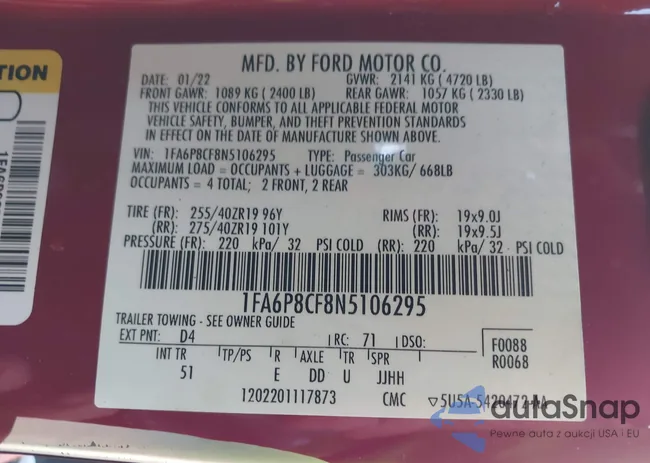 TION
MFD. BY FORD MOTOR CO.
DATE: 01/22 GVWR: 2141 KG ( 4720 LB)
FRONT GAWR: 1089 KG ( 2400 LB) REAR GAWR: 1057 KG ( 2330 LB)
THIS VEHICLE CONFORMS TO ALL APPLICABLE FEDERAL MOTOR
VEHICLE SAFETY, BUMPER, AND THEFT PREVENTION STANDARDS
IN EFFECT ON THE DATE OF MANUFACTURE SHOWN ABOVE.
VIN: 1FA6P8CF8N5106295 TYPE: Passenger Car
MAXIMUM LOAD = OCCUPANTS + LUGGAGE = 303KG/ 668LB
OCCUPANTS = 4 TOTAL; 2 FRONT, 2 REAR
TIRE (FR): 255/40ZR19 96Y RIMS (FR): 19x9.0J
(RR): 275/40ZR19 101Y (RR): 19x9.5J
PRESSURE (FR): 220 kPa/ 32 PSI COLD (RR): 220 kPa/ 32 PSI COLD
1FA6P8CF8N5106295
TRAILER TOWING - SEE OWNER GUIDE
EXT PNT: D4 RC: 71 DSO: F0088
INT TR TP/PS R AXLE TR SPR R0068
51 E DD U JJHH
1202201117873 CMC ▽5U5A-5420472-AA
autoSnap
Pewne auta z aukcji USA i EU